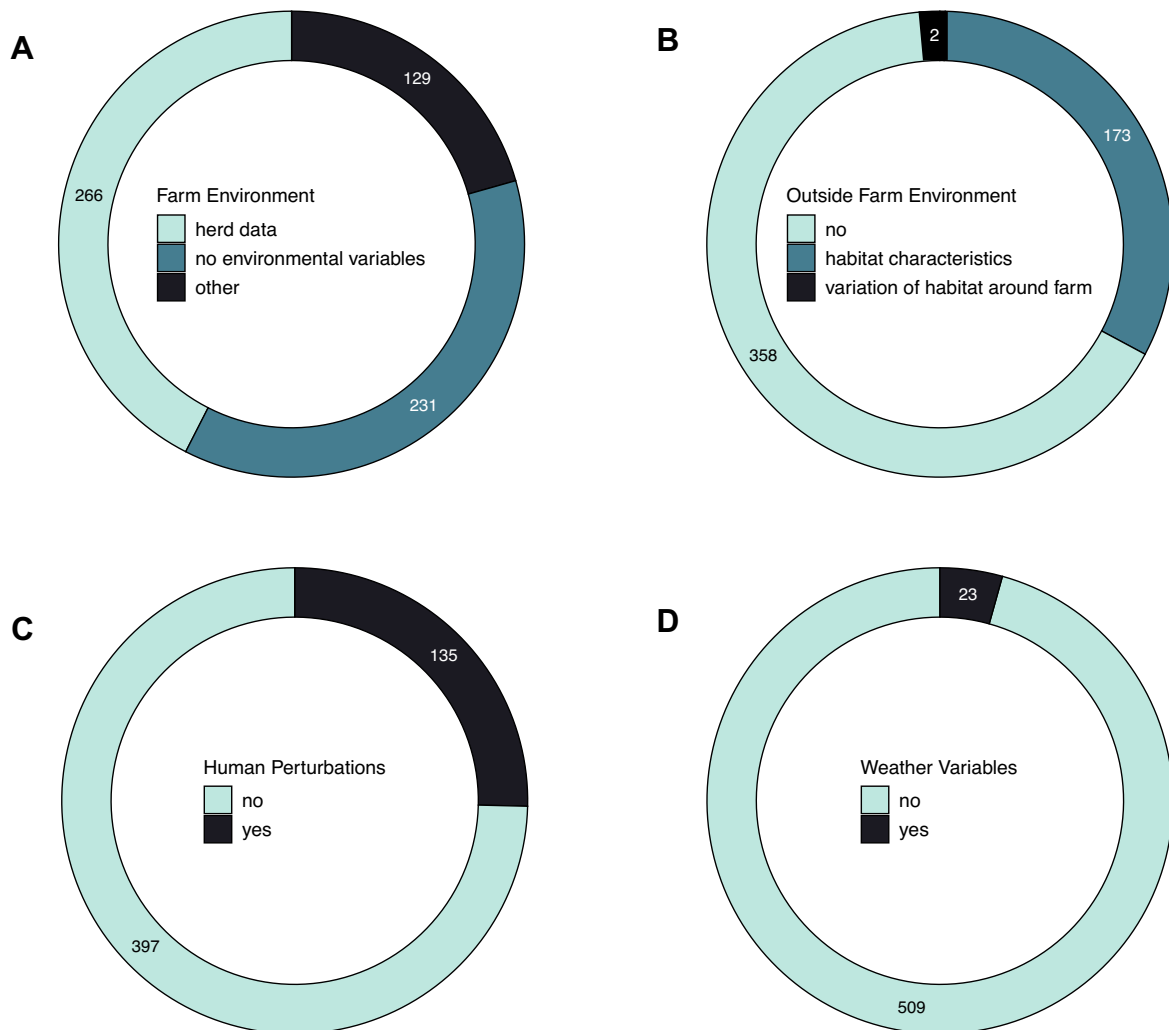 A
129
266
Farm Environment
herd data
no environmental variables
other
231
B
2
173
Outside Farm Environment
no
habitat characteristics
variation of habitat around farm
358
C
135
Human Perturbations
no
yes
397
D
23
Weather Variables
no
yes
509